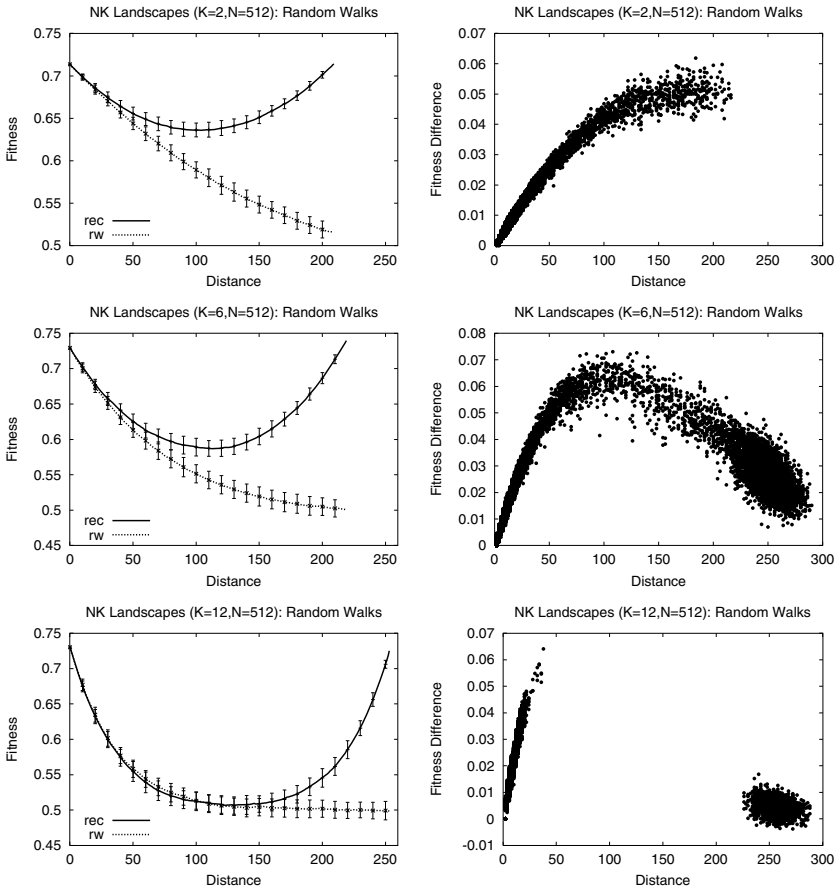 NK Landscapes (K=2,N=512): Random Walks
0.75
0.7
0.65
0.6
0.55
0.5
Fitness
rec
rw
0 50 100 150 200 250
Distance
NK Landscapes (K=2,N=512): Random Walks
0.07
0.06
0.05
0.04
0.03
0.02
0.01
0
Fitness Difference
0 50 100 150 200 250 300
Distance
NK Landscapes (K=6,N=512): Random Walks
0.75
0.7
0.65
0.6
0.55
0.5
0.45
Fitness
rec
rw
0 50 100 150 200 250
Distance
NK Landscapes (K=6,N=512): Random Walks
0.08
0.07
0.06
0.05
0.04
0.03
0.02
0.01
0
Fitness Difference
0 50 100 150 200 250 300
Distance
NK Landscapes (K=12,N=512): Random Walks
0.75
0.7
0.65
0.6
0.55
0.5
0.45
Fitness
rec
rw
0 50 100 150 200 250
Distance
NK Landscapes (K=12,N=512): Random Walks
0.07
0.06
0.05
0.04
0.03
0.02
0.01
0
-0.01
Fitness Difference
0 50 100 150 200 250 300
Distance